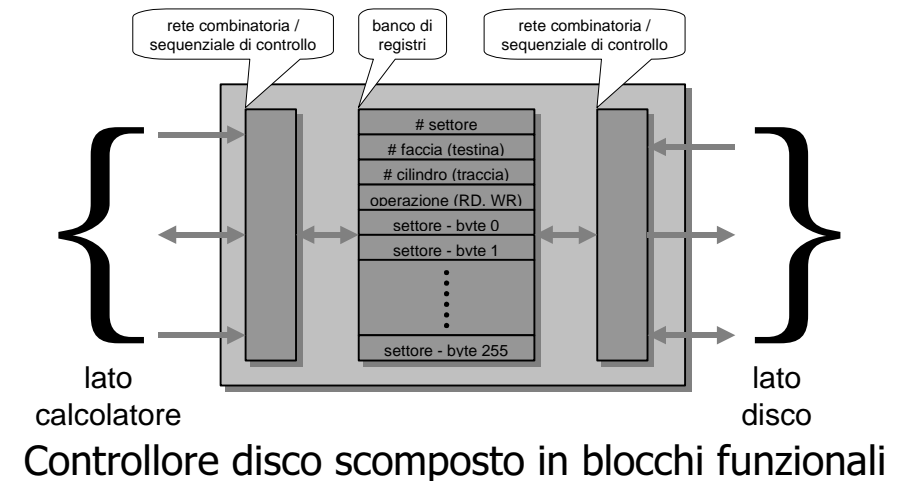 rete combinatoria /
sequenziale di controllo
banco di
registri
rete combinatoria /
sequenziale di controllo
# settore
# faccia (testina)
# cilindro (traccia)
operazione (RD, WR)
settore - byte 0
settore - byte 1
settore - byte 255
lato
calcolatore
lato
disco
Controllore disco scomposto in blocchi funzionali